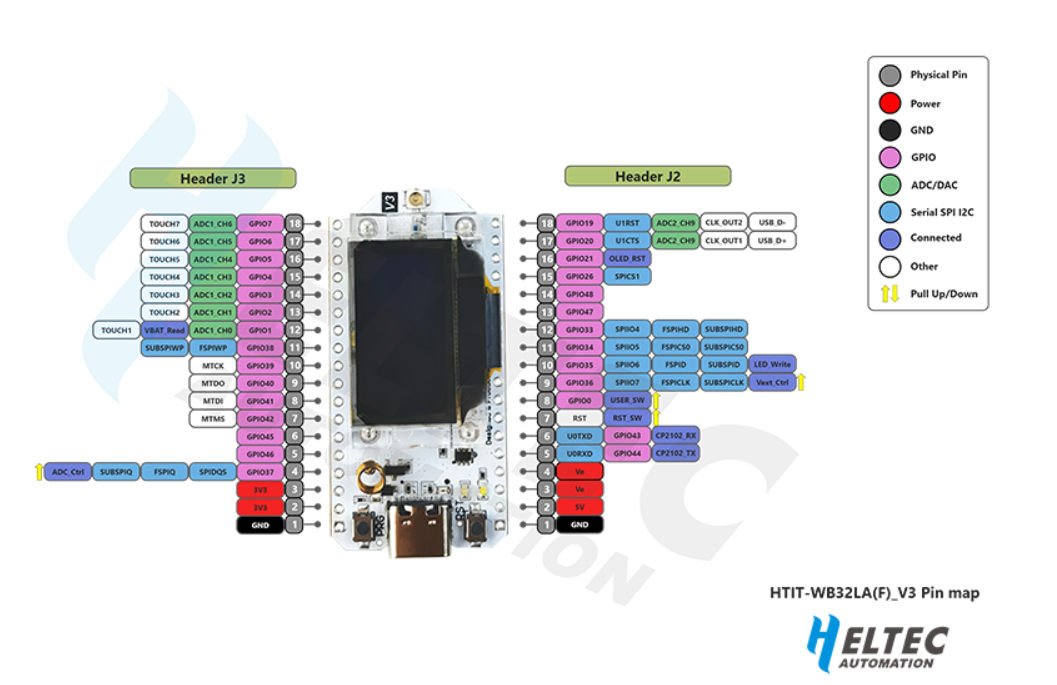 Physical Pin
Power
GND
GPIO
ADC/DAC
Serial SPI I2C
Connected
Other
Pull Up/Down
Header J3
TOUCH7 ADC1_CH6 GPIO7 18
TOUCH6 ADC1_CH5 GPIO6 17
TOUCH5 ADC1_CH4 GPIO5 16
TOUCH4 ADC1_CH3 GPIO4 15
TOUCH3 ADC1_CH2 GPIO3 14
TOUCH2 ADC1_CH1 GPIO2 13
TOUCH1 VBAT_Read ADC1_CH0 GPIO1 12
SUBSPIWP FSPIWP GPIO38 11
MTCK GPIO39 10
MTDO GPIO40 9
MTDI GPIO41 8
MTMS GPIO42 7
GPIO45 6
GPIO46 5
ADC_Ctrl SUBSPIQ FSPIQ SPIDQS GPIO37 4
3V3 3
3V3 2
GND 1
V3
PRG
RST
Header J2
18 GPIO19 U1RST ADC2_CH9 CLK_OUT2 USB_D-
17 GPIO20 U1CTS ADC2_CH9 CLK_OUT1 USB_D+
16 GPIO21 OLED_RST
15 GPIO26 SPICS1
14 GPIO48
13 GPIO47
12 GPIO33 SPIIO4 FSPIHD SUBSPIHD
11 GPIO34 SPIIO5 FSPICS0 SUBSPICS0
10 GPIO35 SPIIO6 FSPID SUBSPID LED_Write
9 GPIO36 SPIIO7 FSPICLK SUBSPICLK Vext_Ctrl
8 GPIO0 USER_SW
7 RST RST_SW
6 U0TXD GPIO43 CP2102_RX
5 U0RXD GPIO44 CP2102_TX
4 Ve
3 Ve
2 5V
1 GND
HTIT-WB32LA(F)_V3 Pin map
HELTEC
AUTOMATION